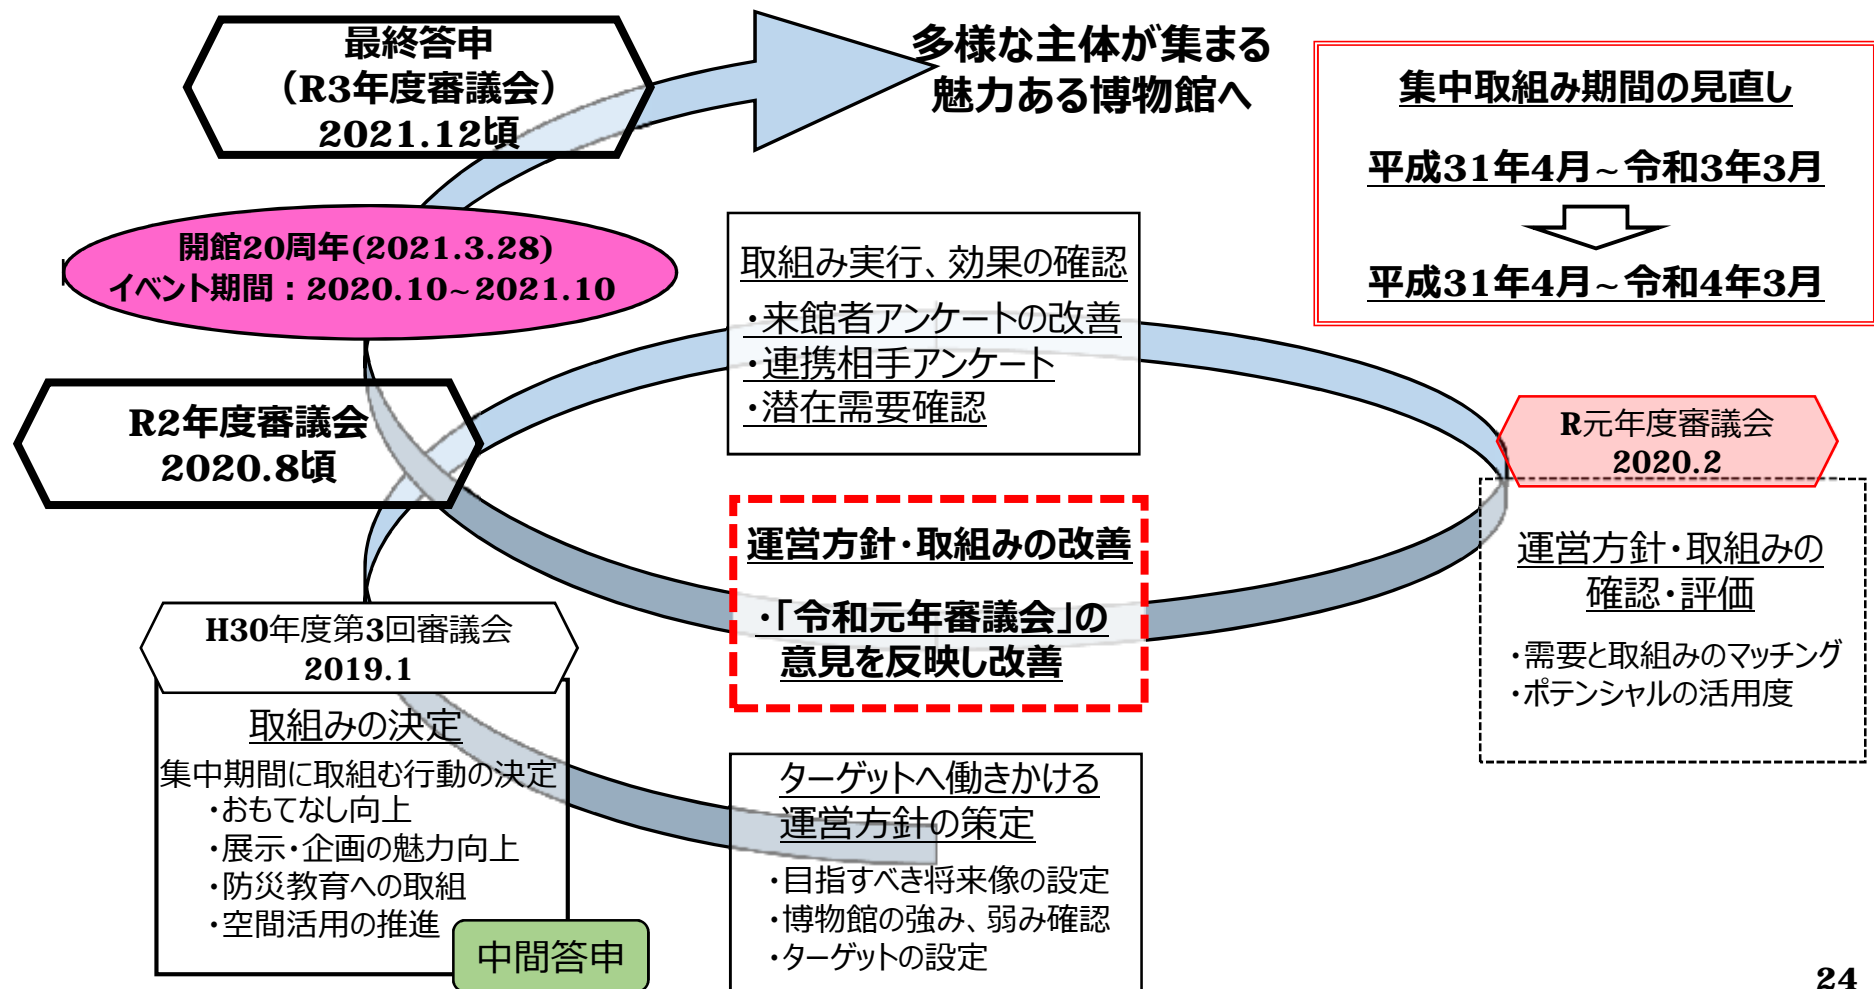 最終答申
（R3年度審議会）
2021.12頃
多様な主体が集まる
魅力ある博物館へ
集中取組み期間の見直し
平成31年4月~令和3年3月
平成31年4月~令和4年3月
開館20周年(2021.3.28)
イベント期間：2020.10~2021.10
取組み実行、効果の確認
・来館者アンケートの改善
・連携相手アンケート
・潜在需要確認
R2年度審議会
2020.8頃
R元年度審議会
2020.2
運営方針・取組みの
確認・評価
・需要と取組みのマッチング
・ポテンシャルの活用度
運営方針・取組みの改善
・「令和元年審議会」の
意見を反映し改善
H30年度第3回審議会
2019.1
取組みの決定
集中期間に取組む行動の決定
・おもてなし向上
・展示・企画の魅力向上
・防災教育への取組
・空間活用の推進
中間答申
ターゲットへ働きかける
運営方針の策定
・目指すべき将来像の設定
・博物館の強み、弱み確認
・ターゲットの設定
24